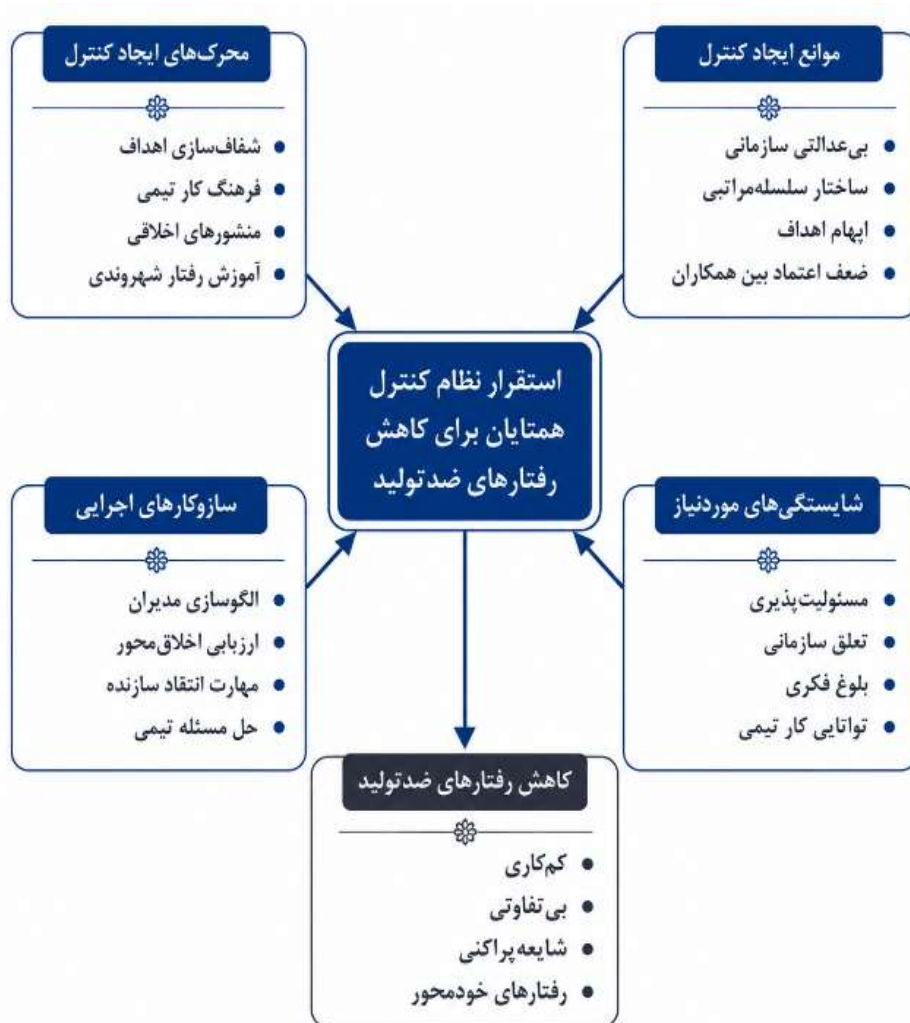 موانع ایجاد کنترل
بی‌عدالتی سازمانی
ساختار سلسله‌مراتبی
ابهام اهداف
ضعف اعتماد بین همکاران
محرک‌های ایجاد کنترل
شفاف‌سازی اهداف
فرهنگ کار تیمی
منشورهای اخلاقی
آموزش رفتار شهروندی
استقرار نظام کنترل
همتایان برای کاهش
رفتارهای ضدتولید
شایستگی‌های موردنیاز
مسئولیت‌پذیری
تعلق سازمانی
بلوغ فکری
تواتایی کار تیمی
سازوکارهای اجرایی
الگوسازی مدیران
ارزیابی اخلاق‌محور
مهارت انتقاد سازنده
حل مسئله تیمی
کاهش رفتارهای ضدتولید
کم‌کاری
بی‌تفاوتی
شایعه‌پراکنی
رفتارهای خودمحور